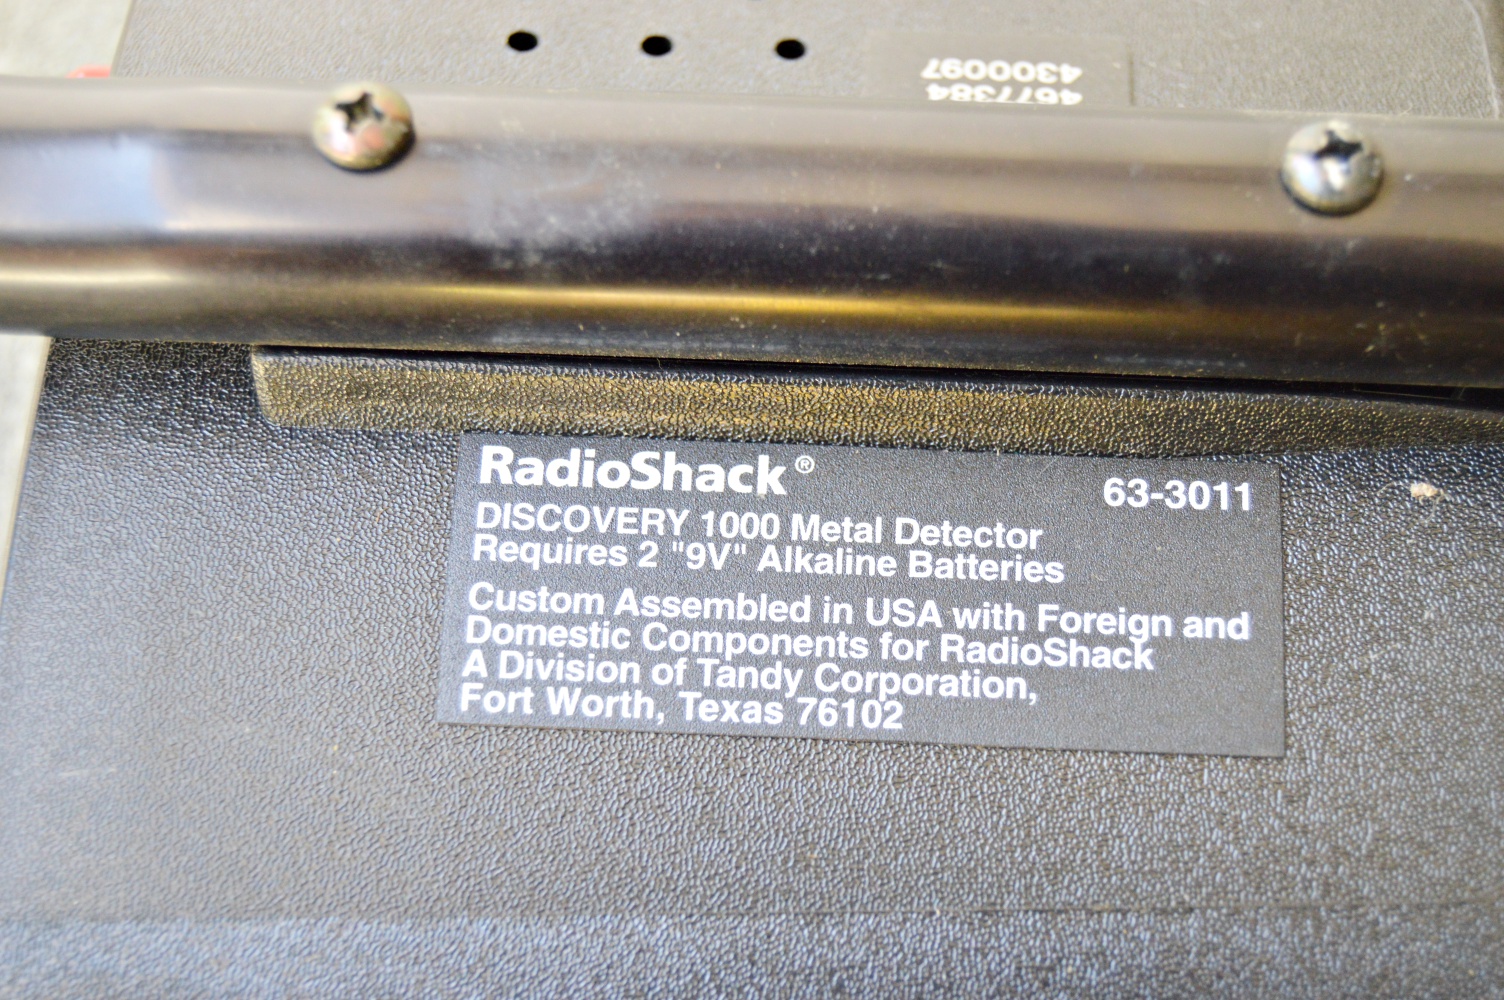 4300097
4677384
RadioShack®
63-3011
DISCOVERY 1000 Metal Detector
Requires 2 "9V" Alkaline Batteries
Custom Assembled in USA with Foreign and
Domestic Components for RadioShack
A Division of Tandy Corporation,
Fort Worth, Texas 76102